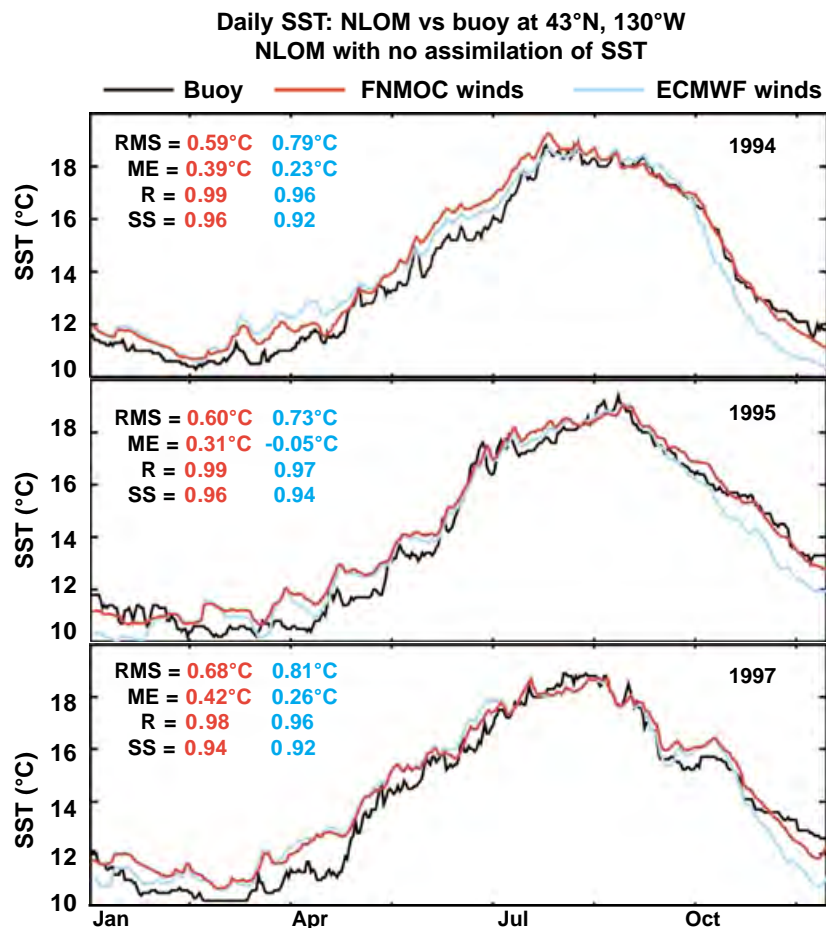 Daily SST: NLOM vs buoy at 43°N, 130°W
NLOM with no assimilation of SST
Buoy FNMOC winds ECMWF winds
RMS = 0.59°C 0.79°C
ME = 0.39°C 0.23°C
R = 0.99 0.96
SS = 0.96 0.92
1994
SST (°C)
18
16
14
12
10
RMS = 0.60°C 0.73°C
ME = 0.31°C -0.05°C
R = 0.99 0.97
SS = 0.96 0.94
1995
SST (°C)
18
16
14
12
10
RMS = 0.68°C 0.81°C
ME = 0.42°C 0.26°C
R = 0.98 0.96
SS = 0.94 0.92
1997
SST (°C)
18
16
14
12
10
Jan Apr Jul Oct